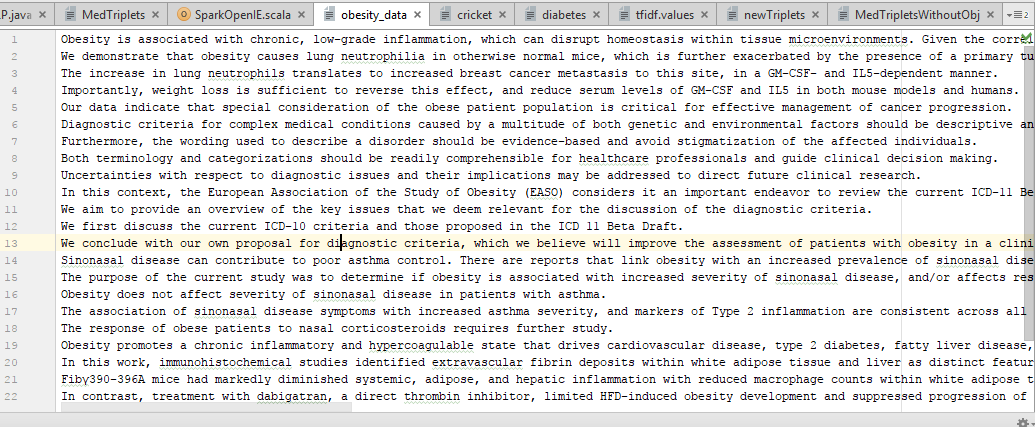 P.java MedTriplets SparkOpenIE.scala obesity_data cricket diabetes tfidf.values newTriplets MedTripletsWithoutObj
1 Obesity is associated with chronic, low-grade inflammation, which can disrupt homeostasis within tissue microenvironments. Given the
2 We demonstrate that obesity causes lung neutrophilia in otherwise normal mice, which is further exacerbated by the presence of a primary
3 The increase in lung neutrophils translates to increased breast cancer metastasis to this site, in a GM-CSF- and IL5-dependent manner.
4 Importantly, weight loss is sufficient to reverse this effect, and reduce serum levels of GM-CSF and IL5 in both mouse models and humans.
5 Our data indicate that special consideration of the obese patient population is critical for effective management of cancer progression.
6 Diagnostic criteria for complex medical conditions caused by a multitude of both genetic and environmental factors should be descriptive an
7 Furthermore, the wording used to describe a disorder should be evidence-based and avoid stigmatization of the affected individuals.
8 Both terminology and categorizations should be readily comprehensible for healthcare professionals and guide clinical decision making.
9 Uncertainties with respect to diagnostic issues and their implications may be addressed to direct future clinical research.
10 In this context, the European Association of the Study of Obesity (EASO) considers it an important endeavor to review the current ICD-11 Be
11 We aim to provide an overview of the key issues that we deem relevant for the discussion of the diagnostic criteria.
12 We first discuss the current ICD-10 criteria and those proposed in the ICD 11 Beta Draft.
13 We conclude with our own proposal for diagnostic criteria, which we believe will improve the assessment of patients with obesity in a clini
14 Sinonasal disease can contribute to poor asthma control. There are reports that link obesity with an increased prevalence of sinonasal dise
15 The purpose of the current study was to determine if obesity is associated with increased severity of sinonasal disease, and/or affects res
16 Obesity does not affect severity of sinonasal disease in patients with asthma.
17 The association of sinonasal disease symptoms with increased asthma severity, and markers of Type 2 inflammation are consistent across all
18 The response of obese patients to nasal corticosteroids requires further study.
19 Obesity promotes a chronic inflammatory and hypercoagulable state that drives cardiovascular disease, type 2 diabetes, fatty liver disease,
20 In this work, immunohistochemical studies identified extravascular fibrin deposits within white adipose tissue and liver as distinct featur
21 Fiby390-396A mice had markedly diminished systemic, adipose, and hepatic inflammation with reduced macrophage counts within white adipose t
22 In contrast, treatment with dabigatran, a direct thrombin inhibitor, limited HFD-induced obesity development and suppressed progression of